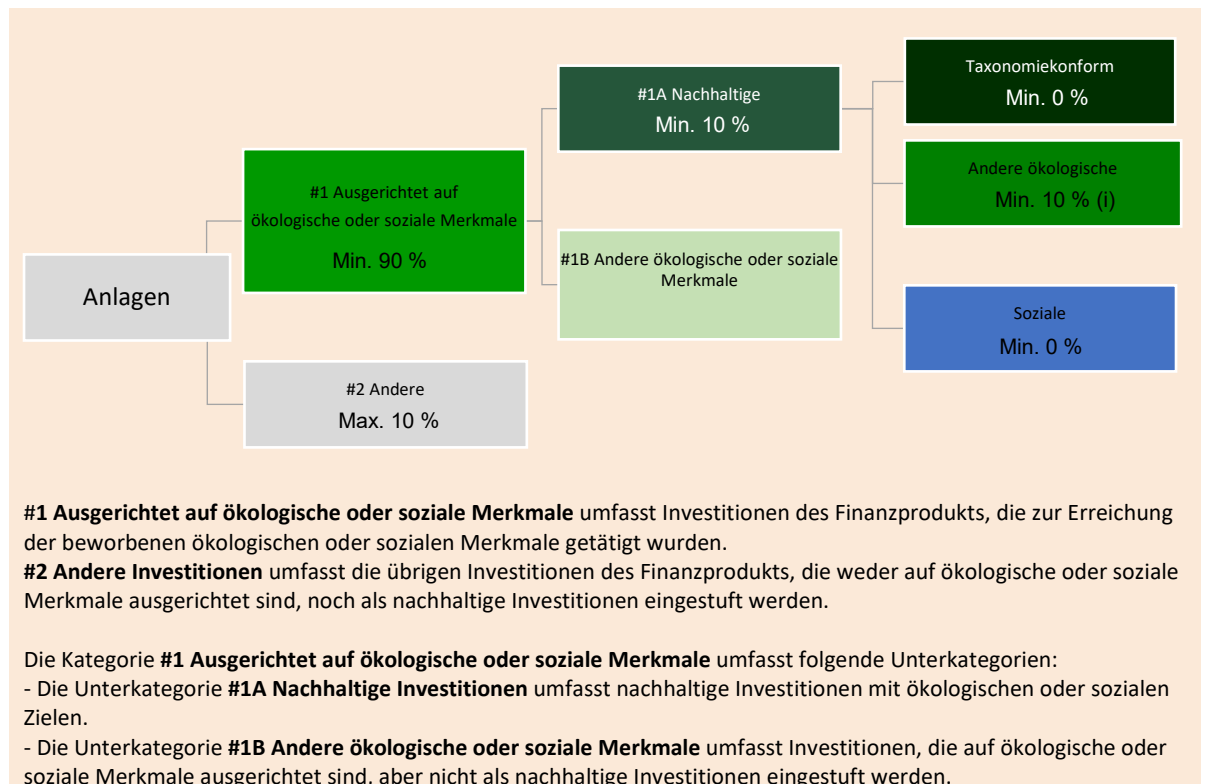 Anlagen
#1 Ausgerichtet auf
ökologische oder soziale Merkmale
Min. 90 %
#2 Andere
Max. 10 %
#1A Nachhaltige
Min. 10 %
#1B Andere ökologische oder soziale
Merkmale
Taxonomiekonform
Min. 0 %
Andere ökologische
Min. 10 % (i)
Soziale
Min. 0 %
#1 Ausgerichtet auf ökologische oder soziale Merkmale umfasst Investitionen des Finanzprodukts, die zur Erreichung
der beworbenen ökologischen oder sozialen Merkmale getätigt wurden.
#2 Andere Investitionen umfasst die übrigen Investitionen des Finanzprodukts, die weder auf ökologische oder soziale
Merkmale ausgerichtet sind, noch als nachhaltige Investitionen eingestuft werden.
Die Kategorie #1 Ausgerichtet auf ökologische oder soziale Merkmale umfasst folgende Unterkategorien:
- Die Unterkategorie #1A Nachhaltige Investitionen umfasst nachhaltige Investitionen mit ökologischen oder sozialen
Zielen.
- Die Unterkategorie #1B Andere ökologische oder soziale Merkmale umfasst Investitionen, die auf ökologische oder
soziale Merkmale ausgerichtet sind, aber nicht als nachhaltige Investitionen eingestuft werden.